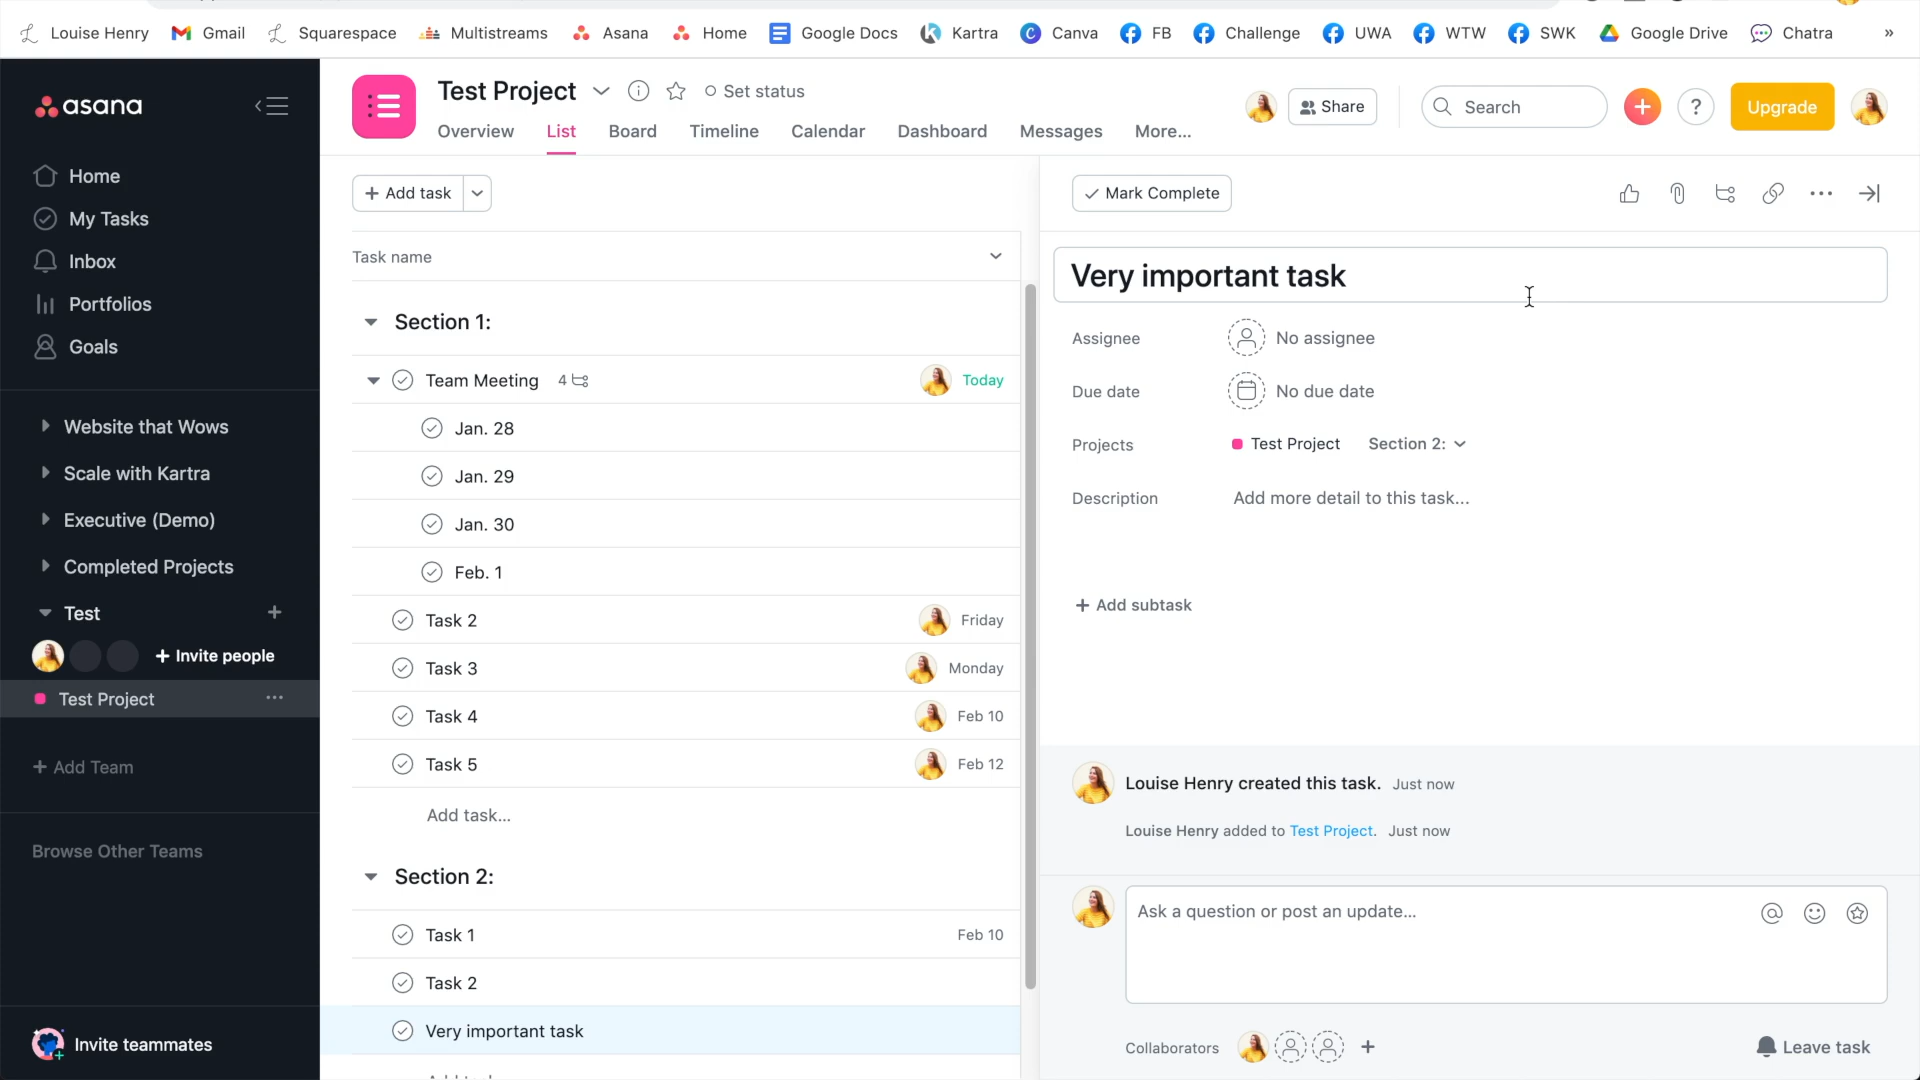 Louise Henry
Gmail
Squarespace
Multistreams
Asana
Home
Google Docs
Kartra
Canva
FB
Challenge
UWA
WTW
SWK
Google Drive
Chatra
»
asana
Home
My Tasks
Inbox
Portfolios
Goals
Website that Wows
Scale with Kartra
Executive (Demo)
Completed Projects
Test
+ Invite people
Test Project
+ Add Team
Browse Other Teams
Invite teammates
Test Project
Set status
Overview
List
Board
Timeline
Calendar
Dashboard
Messages
More...
Share
Search
?
Upgrade
+ Add task
Task name
Section 1:
Team Meeting 4 Today
Jan. 28
Jan. 29
Jan. 30
Feb. 1
Task 2 Friday
Task 3 Monday
Task 4 Feb 10
Task 5 Feb 12
Add task...
Section 2:
Task 1 Feb 10
Task 2
Very important task
Mark Complete
Very important task
Assignee No assignee
Due date No due date
Projects Test Project Section 2:
Description Add more detail to this task...
+ Add subtask
Louise Henry created this task. Just now
Louise Henry added to Test Project. Just now
Ask a question or post an update...
Collaborators +
Leave task